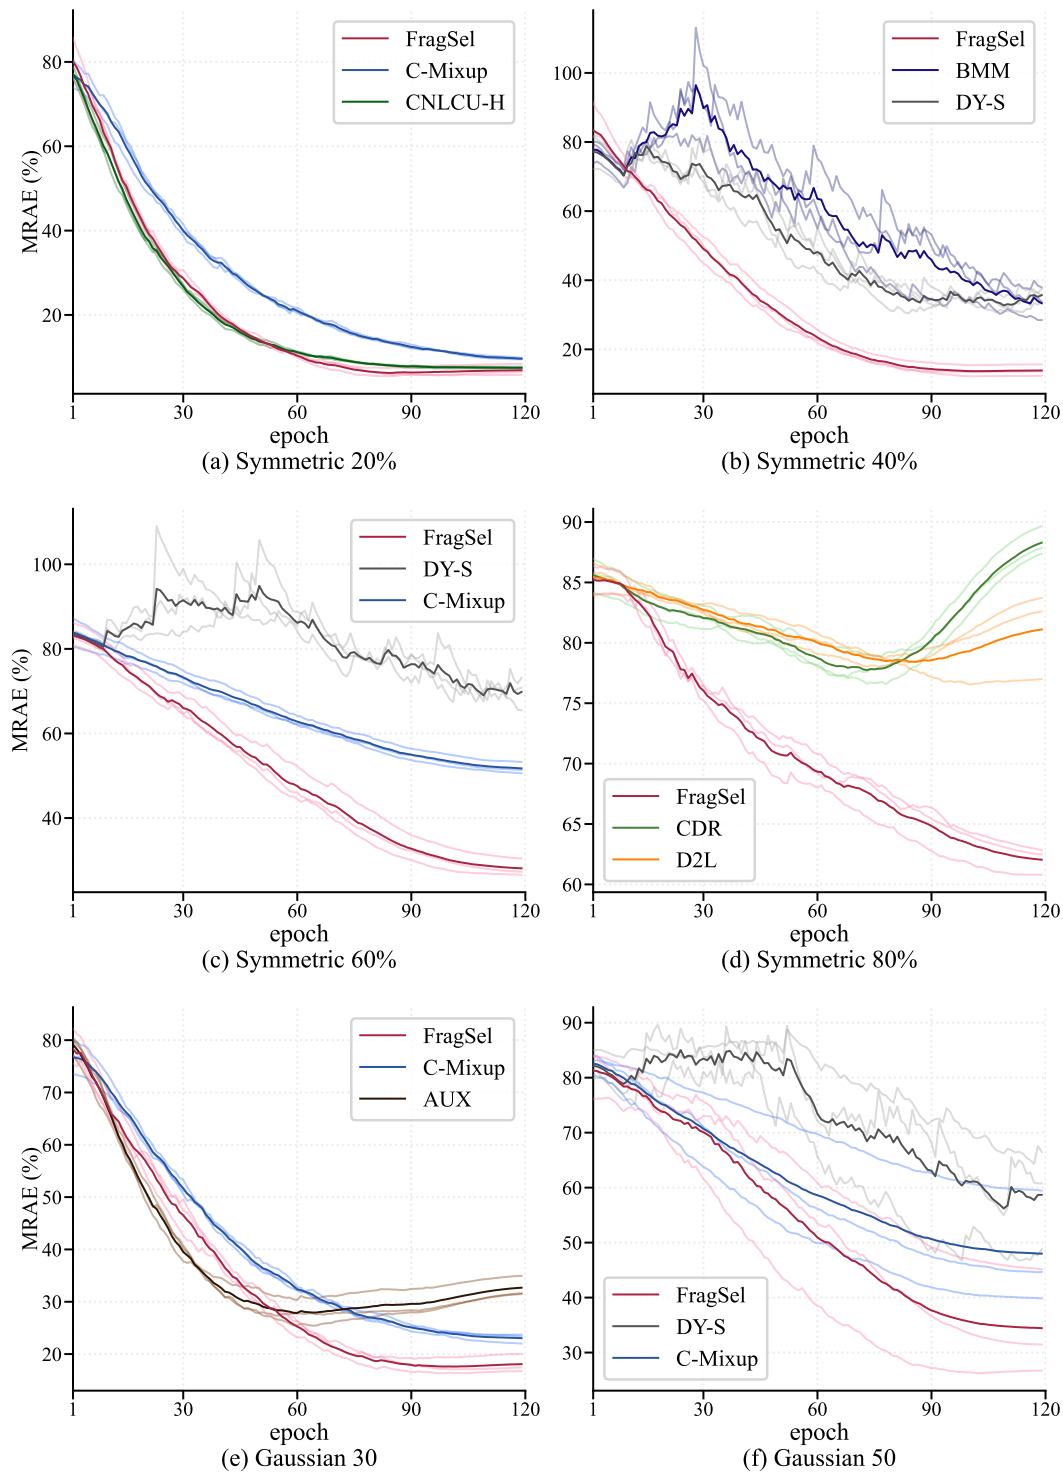 FragSel
C-Mixup
CNLCU-H
80
60
40
20
MRAE (%)
1 30 60 90 120
epoch
(a) Symmetric 20%
FragSel
BMM
DY-S
100
80
60
40
20
1 30 60 90 120
epoch
(b) Symmetric 40%
FragSel
DY-S
C-Mixup
100
80
60
40
MRAE (%)
1 30 60 90 120
epoch
(c) Symmetric 60%
90
85
80
75
70
65
60
FragSel
CDR
D2L
1 30 60 90 120
epoch
(d) Symmetric 80%
FragSel
C-Mixup
AUX
80
70
60
50
40
30
20
MRAE (%)
1 30 60 90 120
epoch
(e) Gaussian 30
90
80
70
60
50
40
30
FragSel
DY-S
C-Mixup
1 30 60 90 120
epoch
(f) Gaussian 50